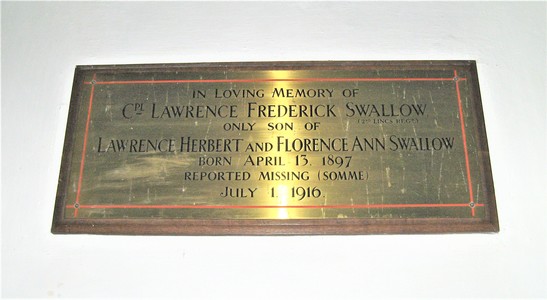 IN LOVING MEMORY OF
CPL LAWRENCE FREDERICK SWALLOW
(2ND LINCS REGT)
ONLY SON OF
LAWRENCE HERBERT AND FLORENCE ANN SWALLOW
BORN APRIL 13. 1897
REPORTED MISSING (SOMME)
JULY 1. 1916.